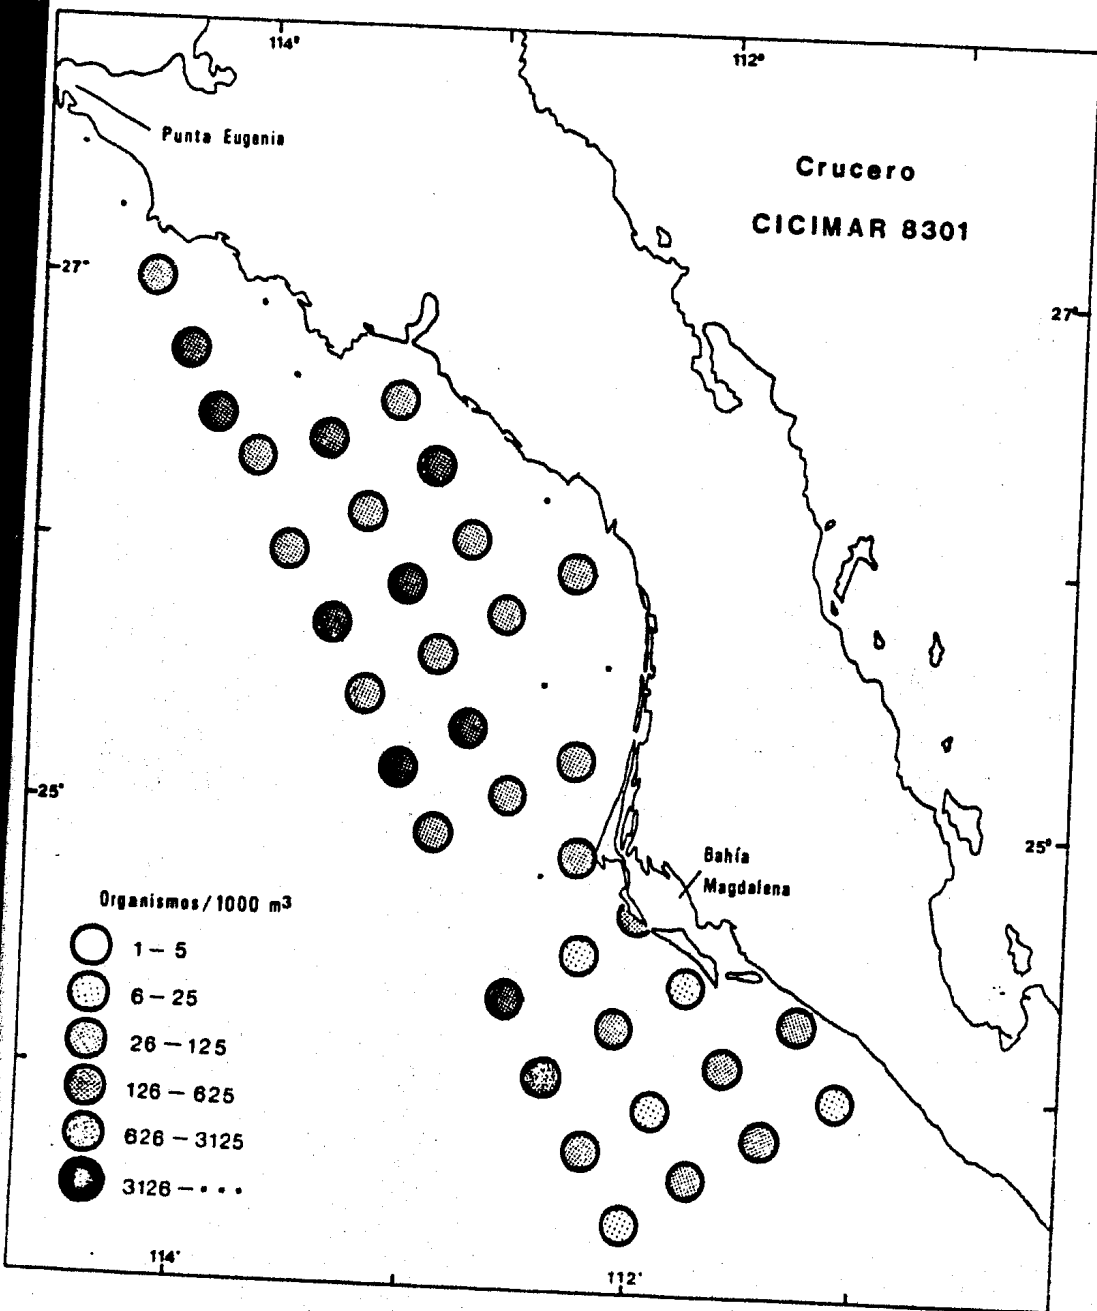 114°
112°
Punta Eugenia
Crucero
CICIMAR 8301
27°
27°
25°
25°
Bahía
Magdalena
Organismos/1000 m³
1 – 5
6 – 25
26 – 125
126 – 625
626 – 3125
3126 – • • •
114°
112°